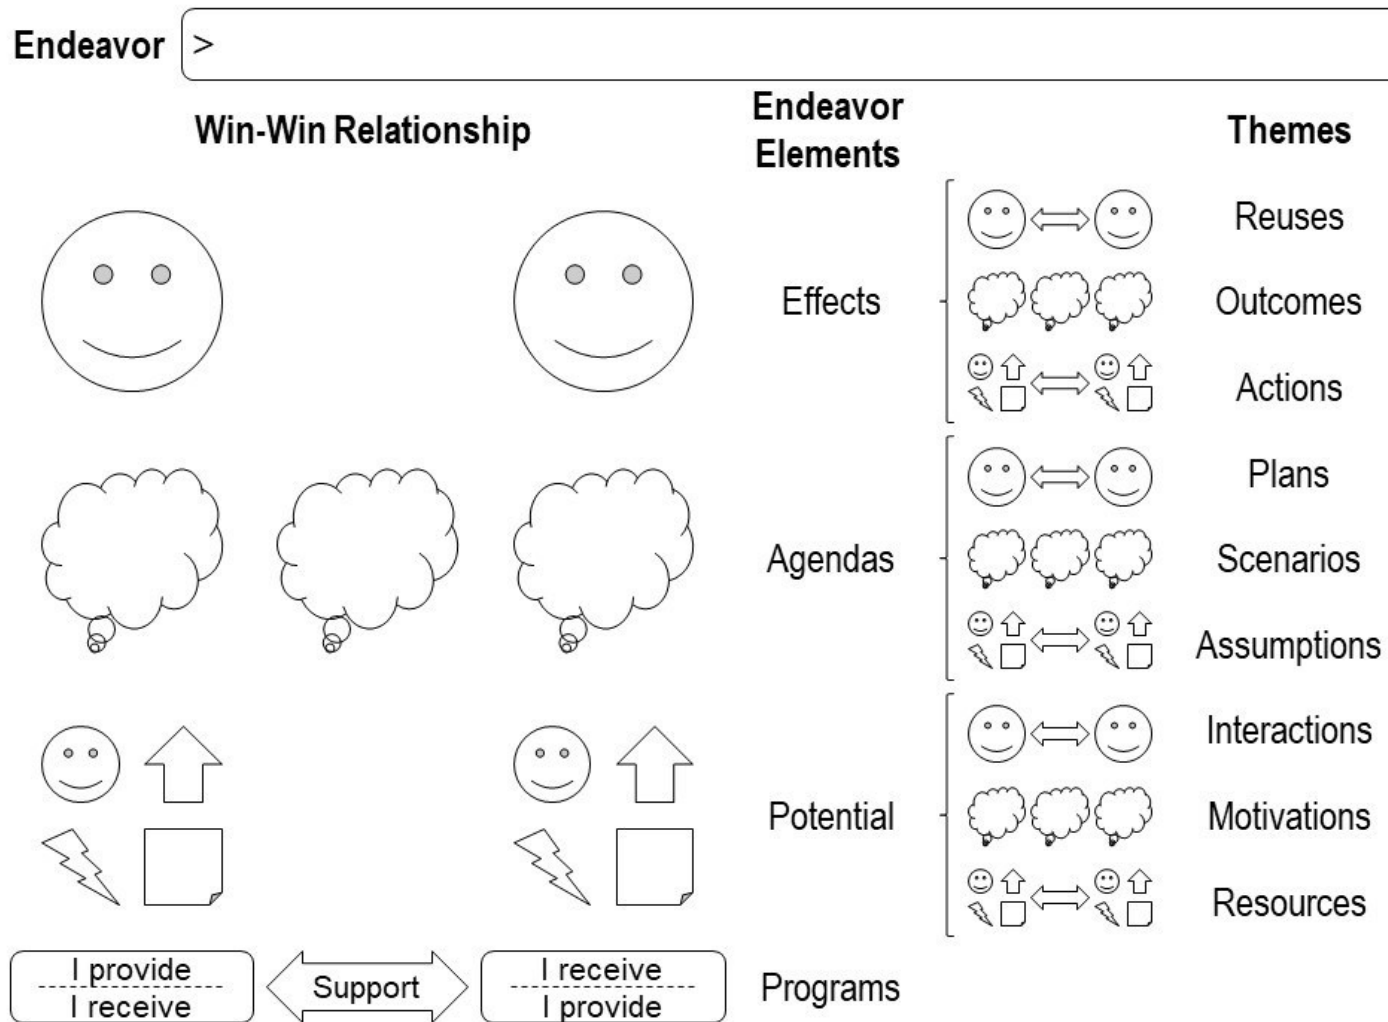 Endeavor >
Win-Win Relationship
Endeavor
Elements
Themes
Effects
Reuses
Outcomes
Actions
Agendas
Plans
Scenarios
Assumptions
Potential
Interactions
Motivations
Resources
I provide
I receive
Support
I receive
I provide
Programs